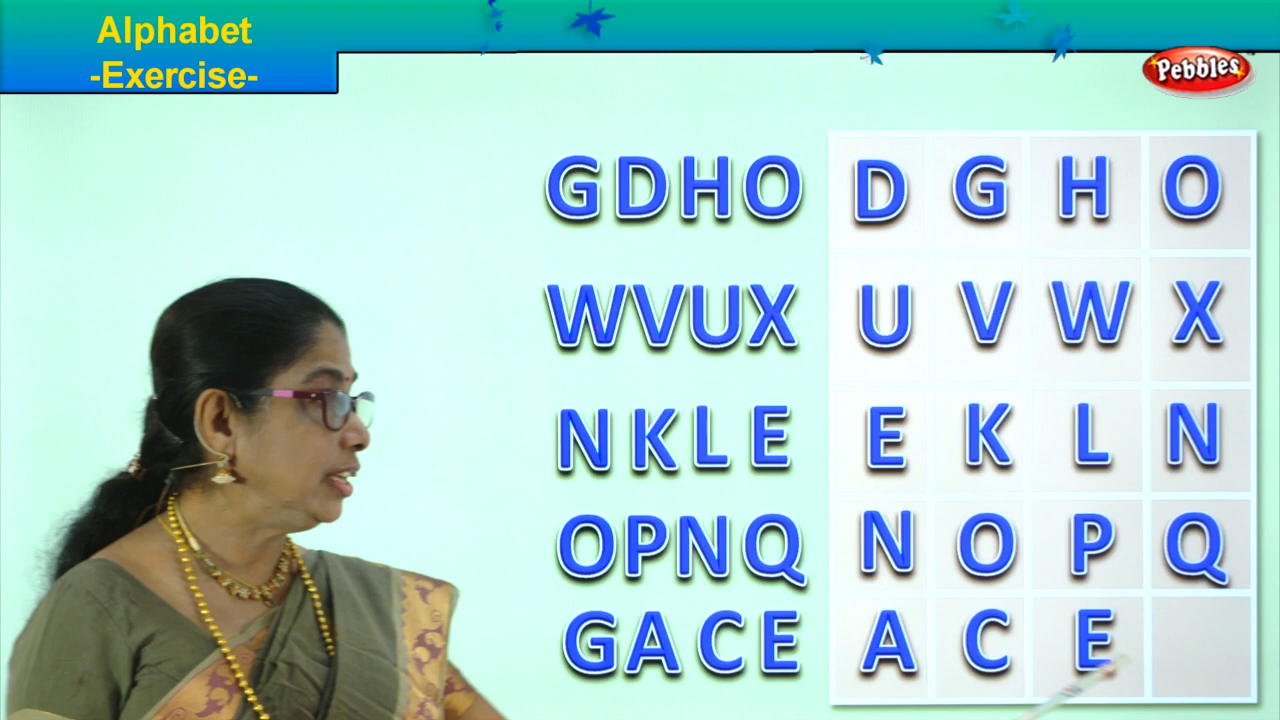 Alphabet
-Exercise-
Pebbles
GDHO D G H O
WVUX U V W X
NKLE E K L N
OPNQ N O P Q
GACE A C E